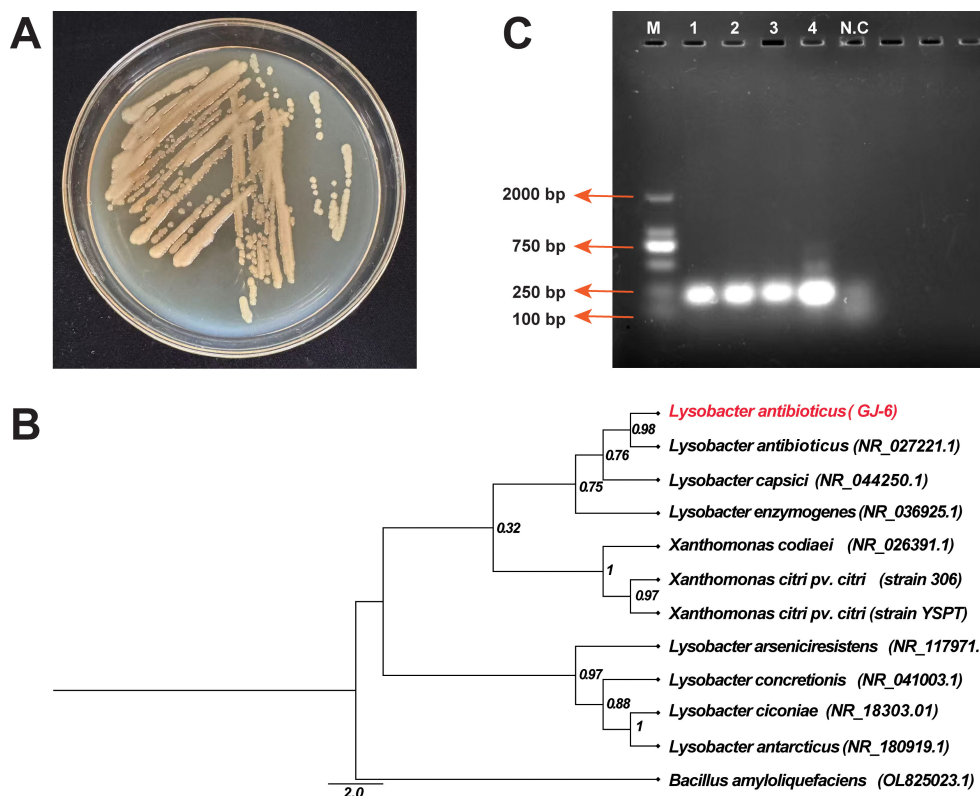 A
C
M 1 2 3 4 N.C
2000 bp
750 bp
250 bp
100 bp
B
Lysobacter antibioticus ( GJ-6)
0.98
Lysobacter antibioticus (NR_027221.1)
0.76
Lysobacter capsici (NR_044250.1)
0.75
Lysobacter enzymogenes (NR_036925.1)
0.32
Xanthomonas codiaei (NR_026391.1)
1
Xanthomonas citri pv. citri (strain 306)
0.97
Xanthomonas citri pv. citri (strain YSPT)
Lysobacter arseniciresistens (NR_117971.
0.97
Lysobacter concretionis (NR_041003.1)
0.88
Lysobacter ciconiae (NR_18303.01)
1
Lysobacter antarcticus (NR_180919.1)
Bacillus amyloliquefaciens (OL825023.1)
2.0